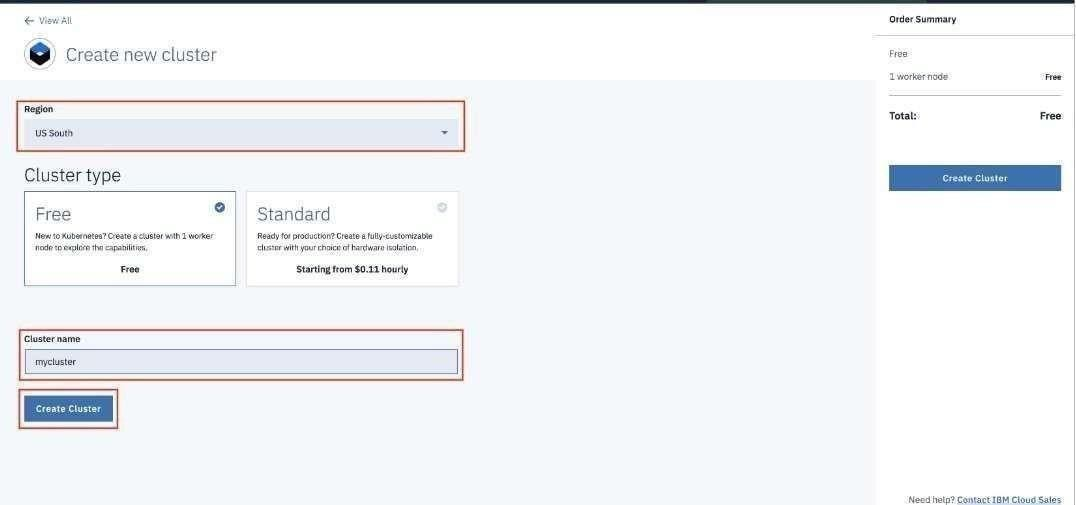 View All
Create new cluster
Region
US South
Cluster type
Free
New to Kubernetes? Create a cluster with 1 worker
node to explore the capabilities.
Free
Standard
Ready for production? Create a fully-customizable
cluster with your choice of hardware isolation.
Starting from $0.11 hourly
Cluster name
mycluster
Create Cluster
Order Summary
Free
1 worker node Free
Total: Free
Create Cluster
Need help? Contact IBM Cloud Sales